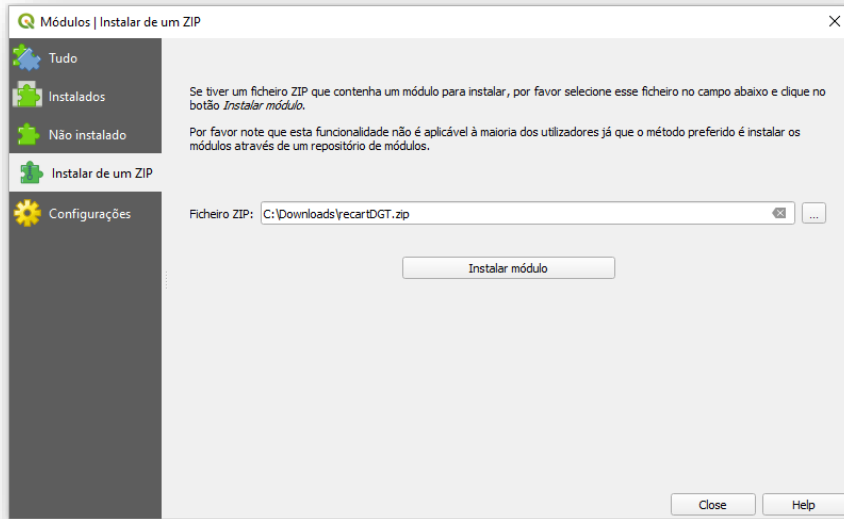 Módulos | Instalar de um ZIP
Tudo
Instalados
Não instalado
Instalar de um ZIP
Configurações
Se tiver um ficheiro ZIP que contenha um módulo para instalar, por favor selecione esse ficheiro no campo abaixo e clique no
botão Instalar módulo.
Por favor note que esta funcionalidade não é aplicável à maioria dos utilizadores já que o método preferido é instalar os
módulos através de um repositório de módulos.
Ficheiro ZIP: C:\Downloads\recartDGT.zip ...
Instalar módulo
Close Help